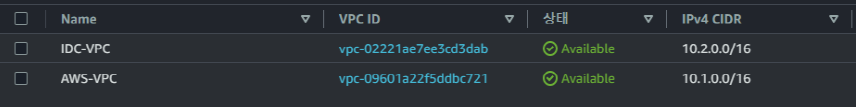 Name VPC ID 상태 IPv4 CIDR
IDC-VPC vpc-02221ae7ee3cd3dab Available 10.2.0.0/16
AWS-VPC vpc-09601a22f5ddbc721 Available 10.1.0.0/16